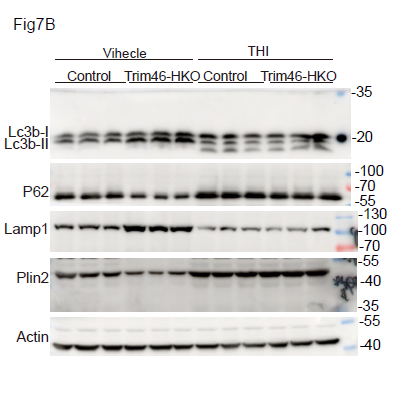 Fig7B
Vihecle THI
Control Trim46-HKO Control Trim46-HKO
-35
Lc3b-I
-20
Lc3b-II
-100
-70
P62
-55
-130
Lamp1
-100
-70
-55
Plin2
-40
-35
-55
Actin
-40